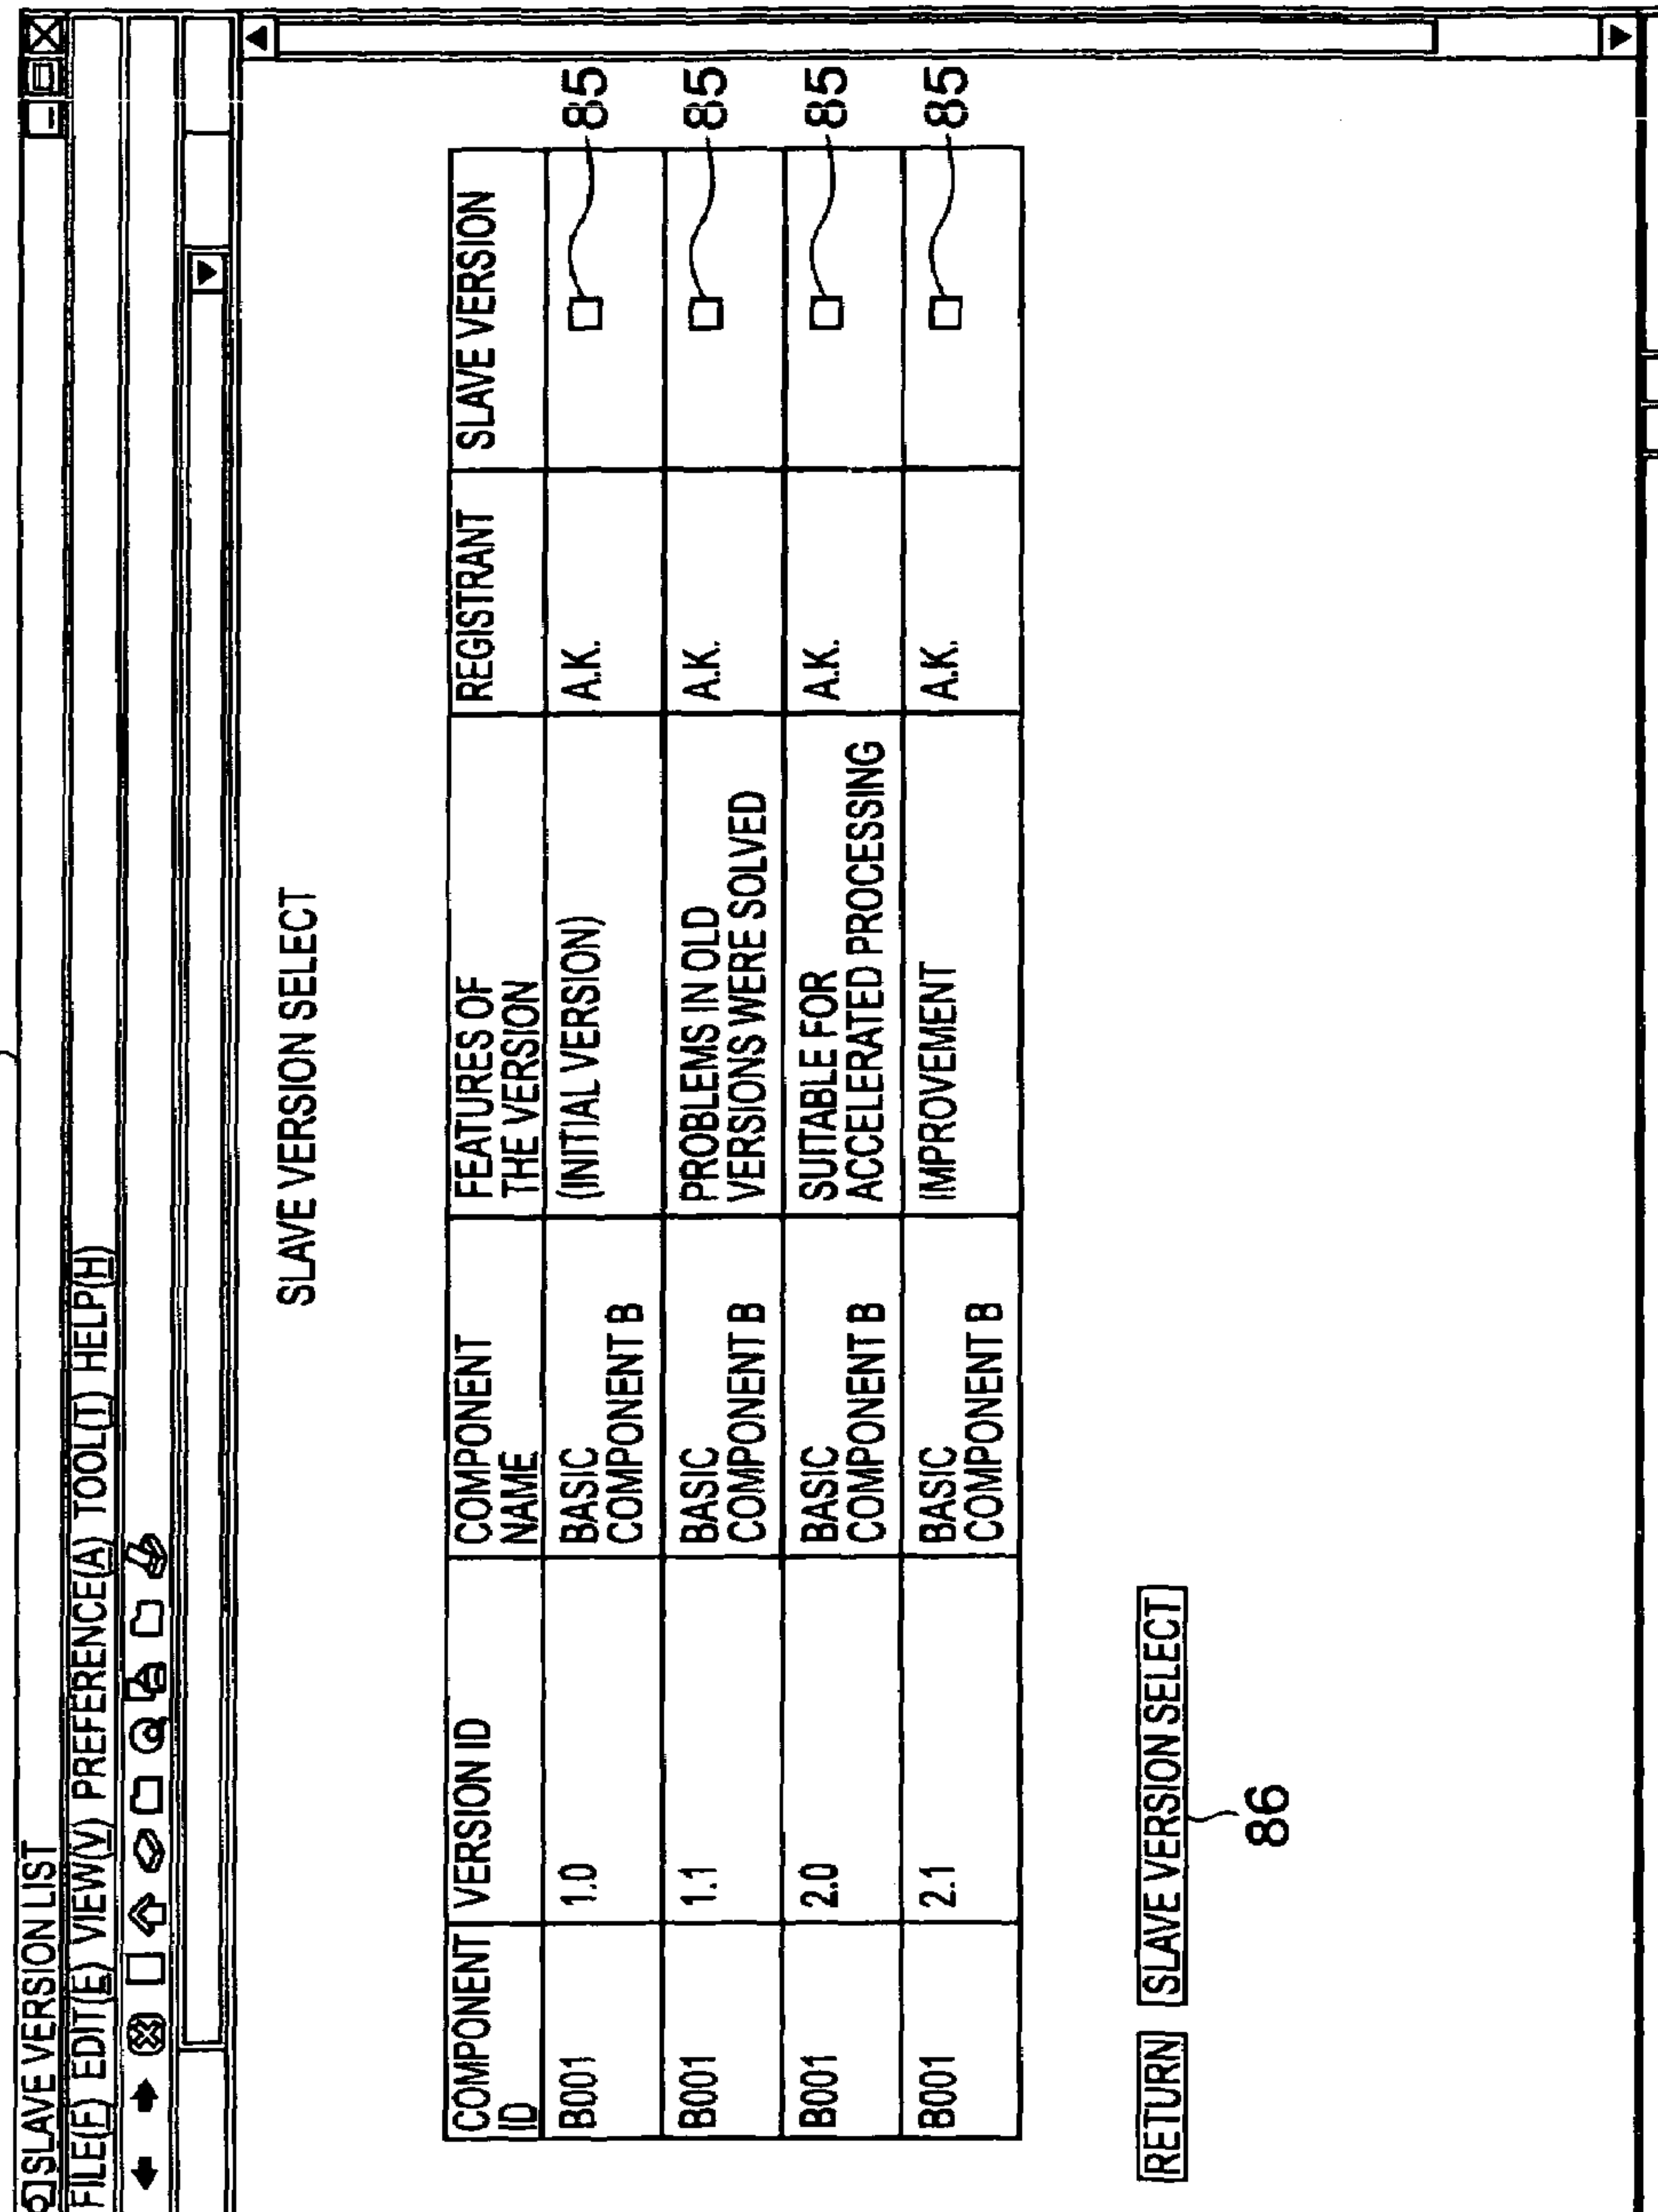 SLAVE VERSION LIST
FILE(F) EDIT(E) VIEW(V) PREFERENCE(A) TOOL(T) HELP(H)
SLAVE VERSION SELECT
COMPONENT ID VERSION ID COMPONENT NAME FEATURES OF THE VERSION REGISTRANT SLAVE VERSION
B001 1.0 BASIC COMPONENT B (INITIAL VERSION) A.K. 85
B001 1.1 BASIC COMPONENT B PROBLEMS IN OLD VERSIONS WERE SOLVED A.K. 85
B001 2.0 BASIC COMPONENT B SUITABLE FOR ACCELERATED PROCESSING A.K. 85
B001 2.1 BASIC COMPONENT B IMPROVEMENT A.K. 85
RETURN SLAVE VERSION SELECT
86